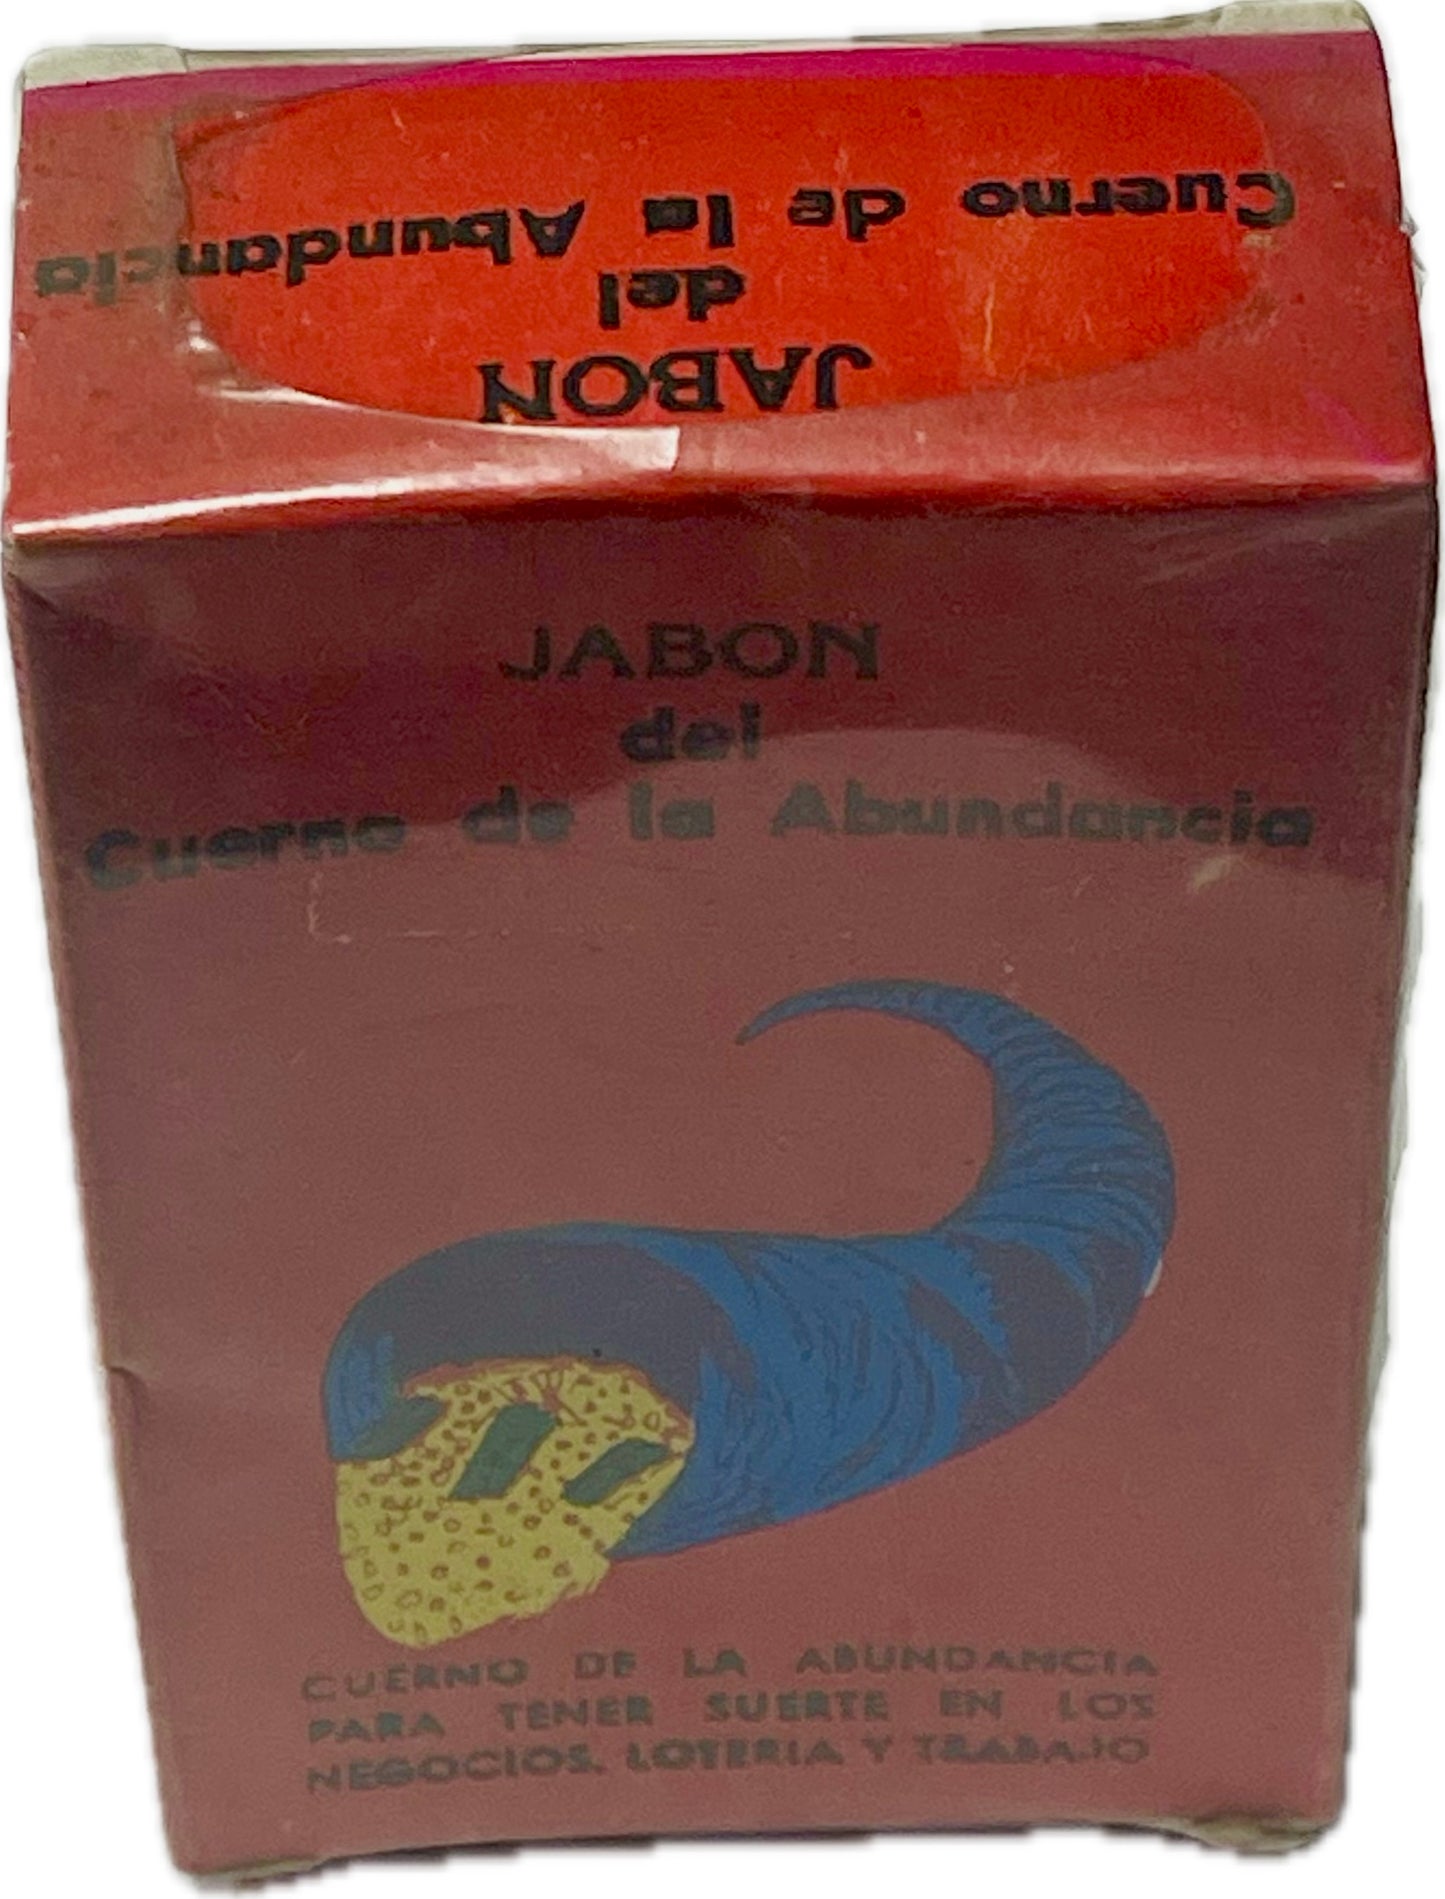 JABON
del
Cuerno de la Abundancia
JABON
del
Cuerno de la Abundancia
CUERNO DE LA ABUNDANCIA
PARA TENER SUERTE EN LOS
NEGOCIOS, LOTERIA Y TRABAJO